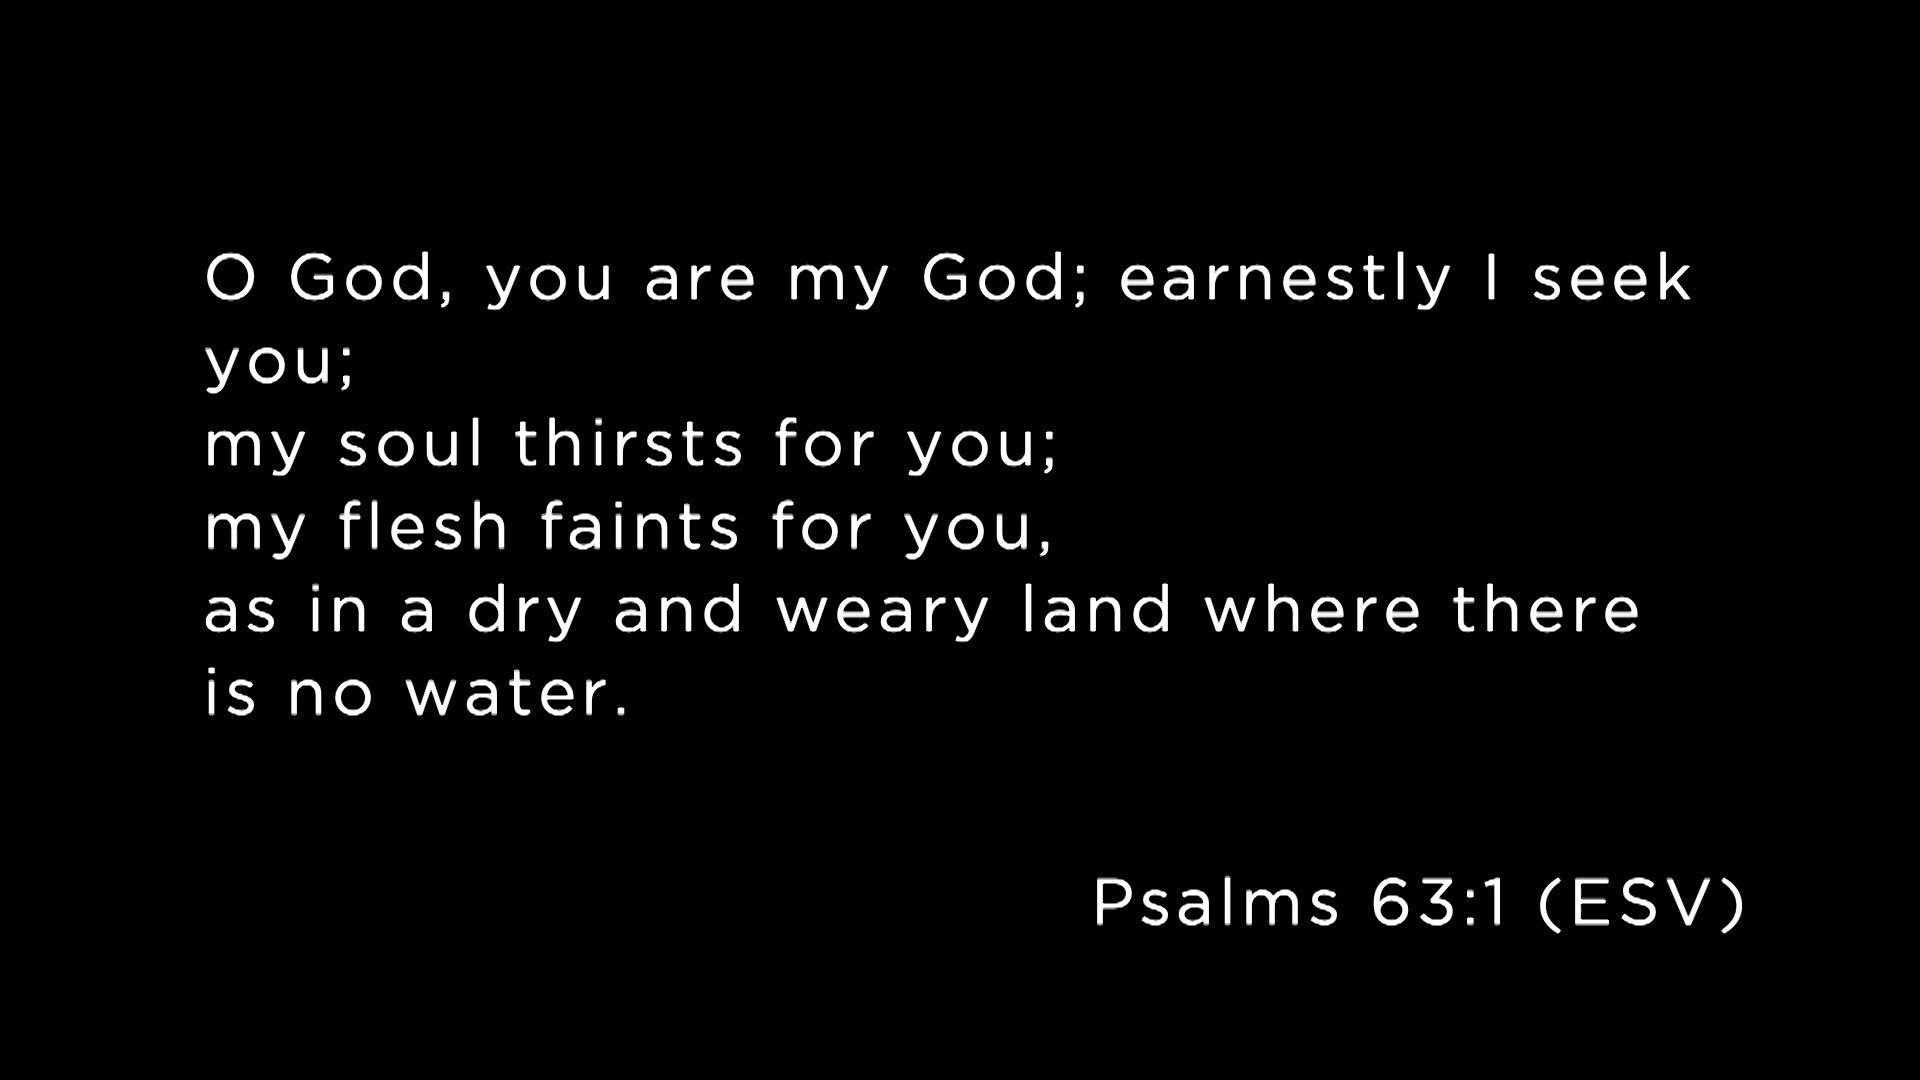 O God, you are my God; earnestly I seek
you;
my soul thirsts for you;
my flesh faints for you,
as in a dry and weary land where there
is no water.
Psalms 63:1 (ESV)